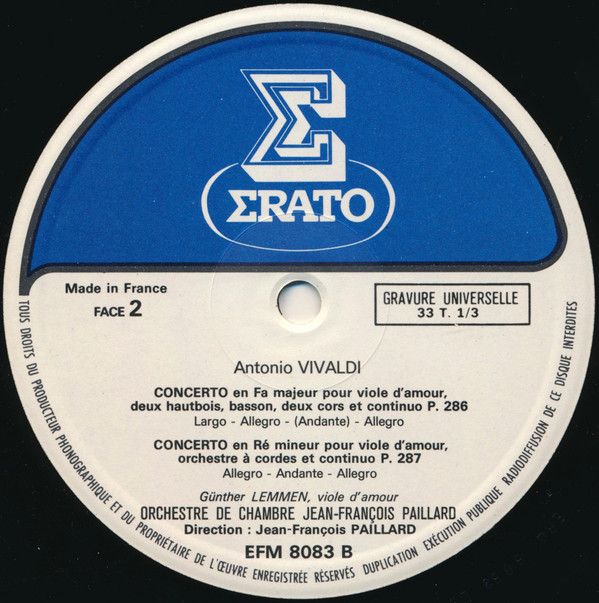 ΣRATO
Made in France
FACE 2
GRAVURE UNIVERSELLE
33 T. 1/3
Antonio VIVALDI
CONCERTO en Fa majeur pour viole d'amour,
deux hautbois, basson, deux cors et continuo P. 286
Largo - Allegro - (Andante) - Allegro
CONCERTO en Ré mineur pour viole d'amour,
orchestre à cordes et continuo P. 287
Allegro - Andante - Allegro
Günther LEMMEN, viole d'amour
ORCHESTRE DE CHAMBRE JEAN-FRANÇOIS PAILLARD
Direction : Jean-François PAILLARD
EFM 8083 B
TOUS DROITS DU PRODUCTEUR PHONOGRAPHIQUE ET DU PROPRIÉTAIRE DE L'ŒUVRE ENREGISTRÉE RÉSERVÉS DUPLICATION EXÉCUTION PUBLIQUE RADIODIFFUSION DE CE DISQUE INTERDITES